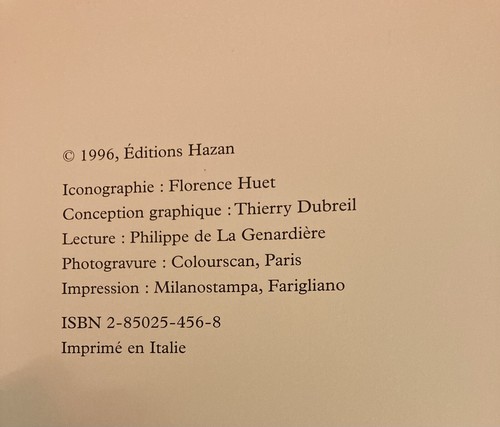 © 1996, Éditions Hazan
Iconographie : Florence Huet
Conception graphique : Thierry Dubreil
Lecture : Philippe de La Genardière
Photogravure : Colourscan, Paris
Impression : Milanostampa, Farigliano
ISBN 2-85025-456-8
Imprimé en Italie